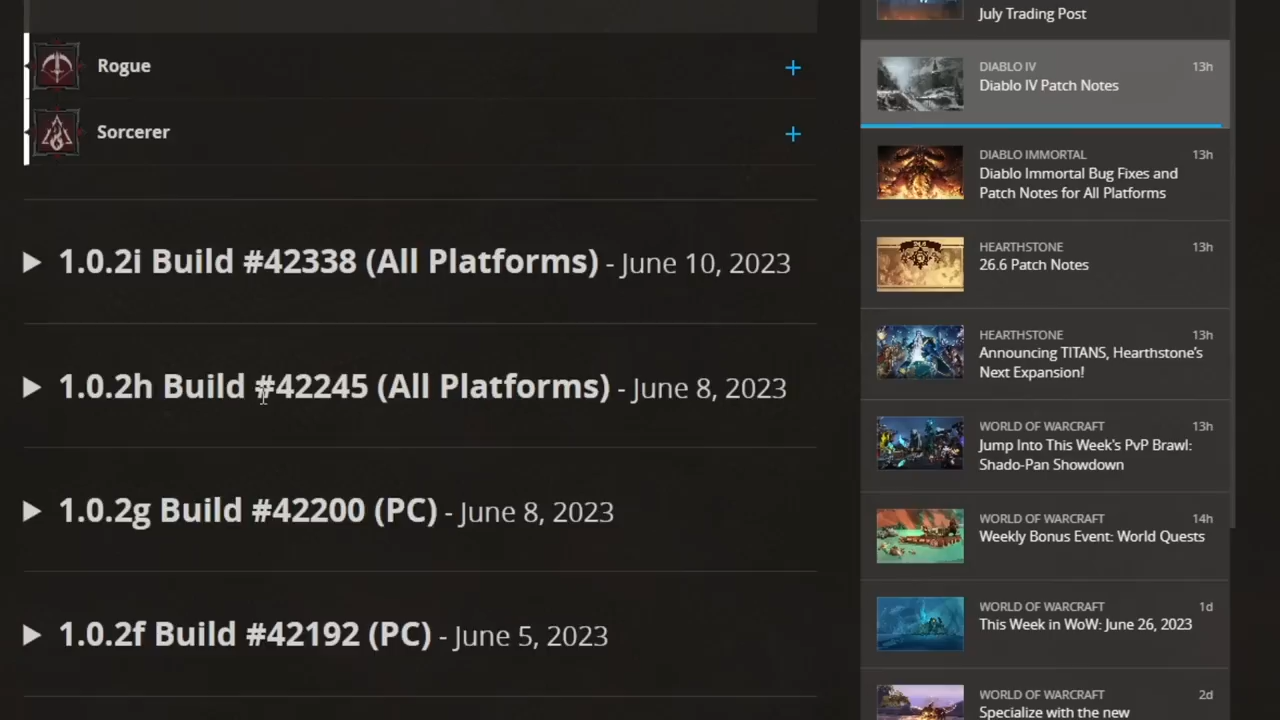 Rogue
Sorcerer
1.0.2i Build #42338 (All Platforms) - June 10, 2023
1.0.2h Build #42245 (All Platforms) - June 8, 2023
1.0.2g Build #42200 (PC) - June 8, 2023
1.0.2f Build #42192 (PC) - June 5, 2023
July Trading Post
DIABLO IV 13h
Diablo IV Patch Notes
DIABLO IMMORTAL 13h
Diablo Immortal Bug Fixes and
Patch Notes for All Platforms
HEARTHSTONE 13h
26.6 Patch Notes
HEARTHSTONE 13h
Announcing TITANS, Hearthstone's
Next Expansion!
WORLD OF WARCRAFT 13h
Jump Into This Week's PvP Brawl:
Shado-Pan Showdown
WORLD OF WARCRAFT 14h
Weekly Bonus Event: World Quests
WORLD OF WARCRAFT 1d
This Week in WoW: June 26, 2023
WORLD OF WARCRAFT 2d
Specialize with the new